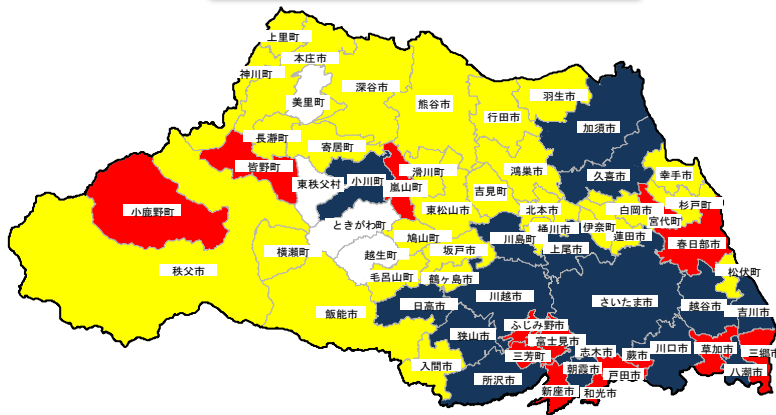 上里町
本庄市
神川町
美里町
深谷市
熊谷市
行田市
羽生市
加須市
長瀞町
寄居町
皆野町
東秩父村
小川町
嵐山町
滑川町
吉見町
鴻巣市
久喜市
幸手市
小鹿野町
ときがわ町
東松山市
北本市
桶川市
伊奈町
白岡市
杉戸町
宮代町
蓮田市
春日部市
秩父市
横瀬町
越生町
鳩山町
坂戸市
川島町
上尾市
松伏町
毛呂山町
鶴ヶ島市
飯能市
日高市
川越市
さいたま市
越谷市
吉川市
狭山市
ふじみ野市
富士見市
三芳町
志木市
蕨市
川口市
草加市
三郷市
入間市
所沢市
朝霞市
戸田市
八潮市
新座市
和光市